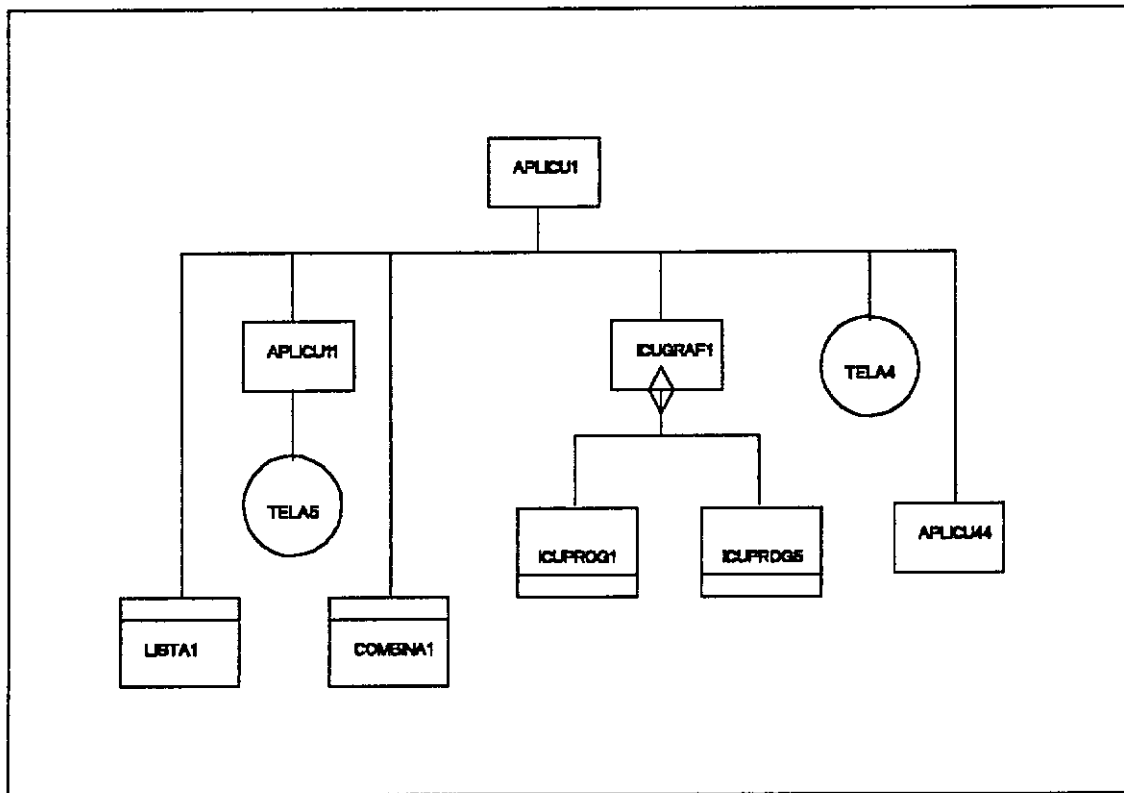 APLICU1
APLICU11
ICUGRAF1
TELA4
TELA5
ICUPROG1
ICUPROG5
APLICU44
LISTA1
COMBINA1